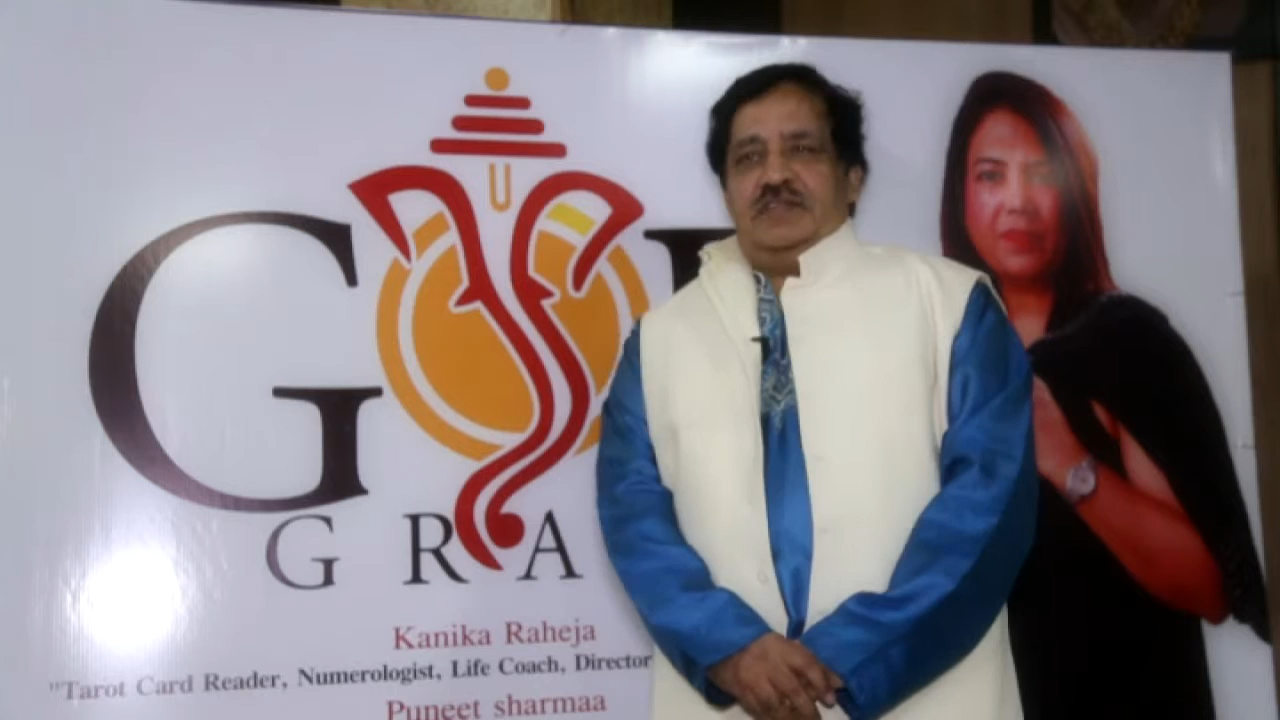 G
G R A
Kanika Raheja
"Tarot Card Reader, Numerologist, Life Coach, Director
Puneet sharmaa